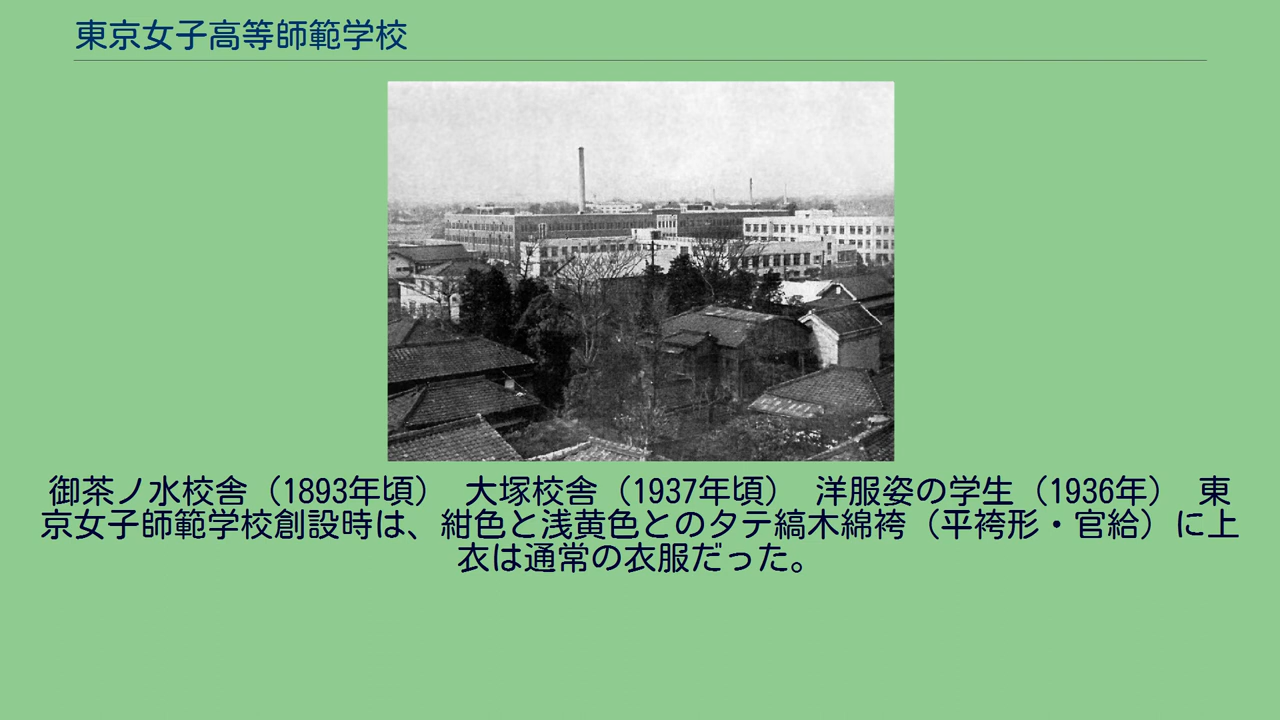 東京女子高等師範学校
御茶ノ水校舎（1893年頃） 大塚校舎（1937年頃） 洋服姿の学生（1936年） 東
京女子師範学校創設時は、紺色と浅黄色とのタテ縞木綿袴（平袴形・官給）に上
衣は通常の衣服だった。